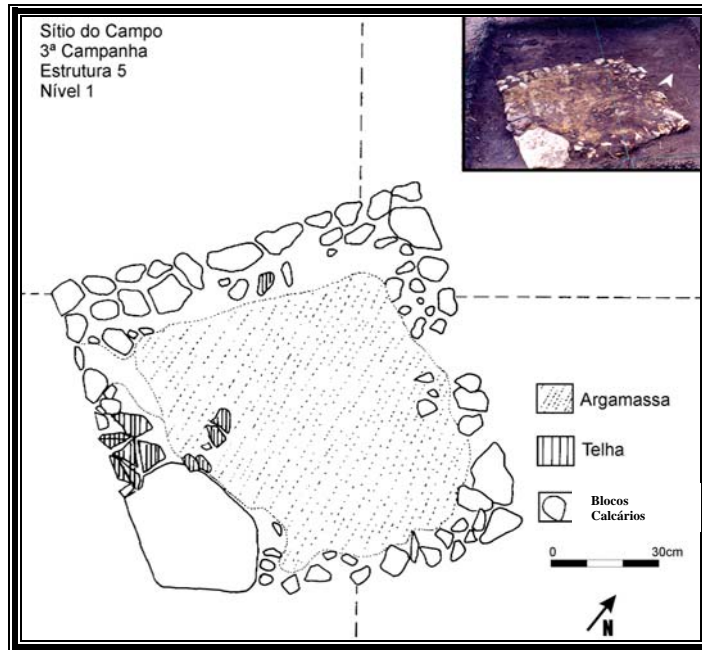 Sítio do Campo
3ª Campanha
Estrutura 5
Nível 1
Argamassa
Telha
Blocos
Calcários
0 30cm
N